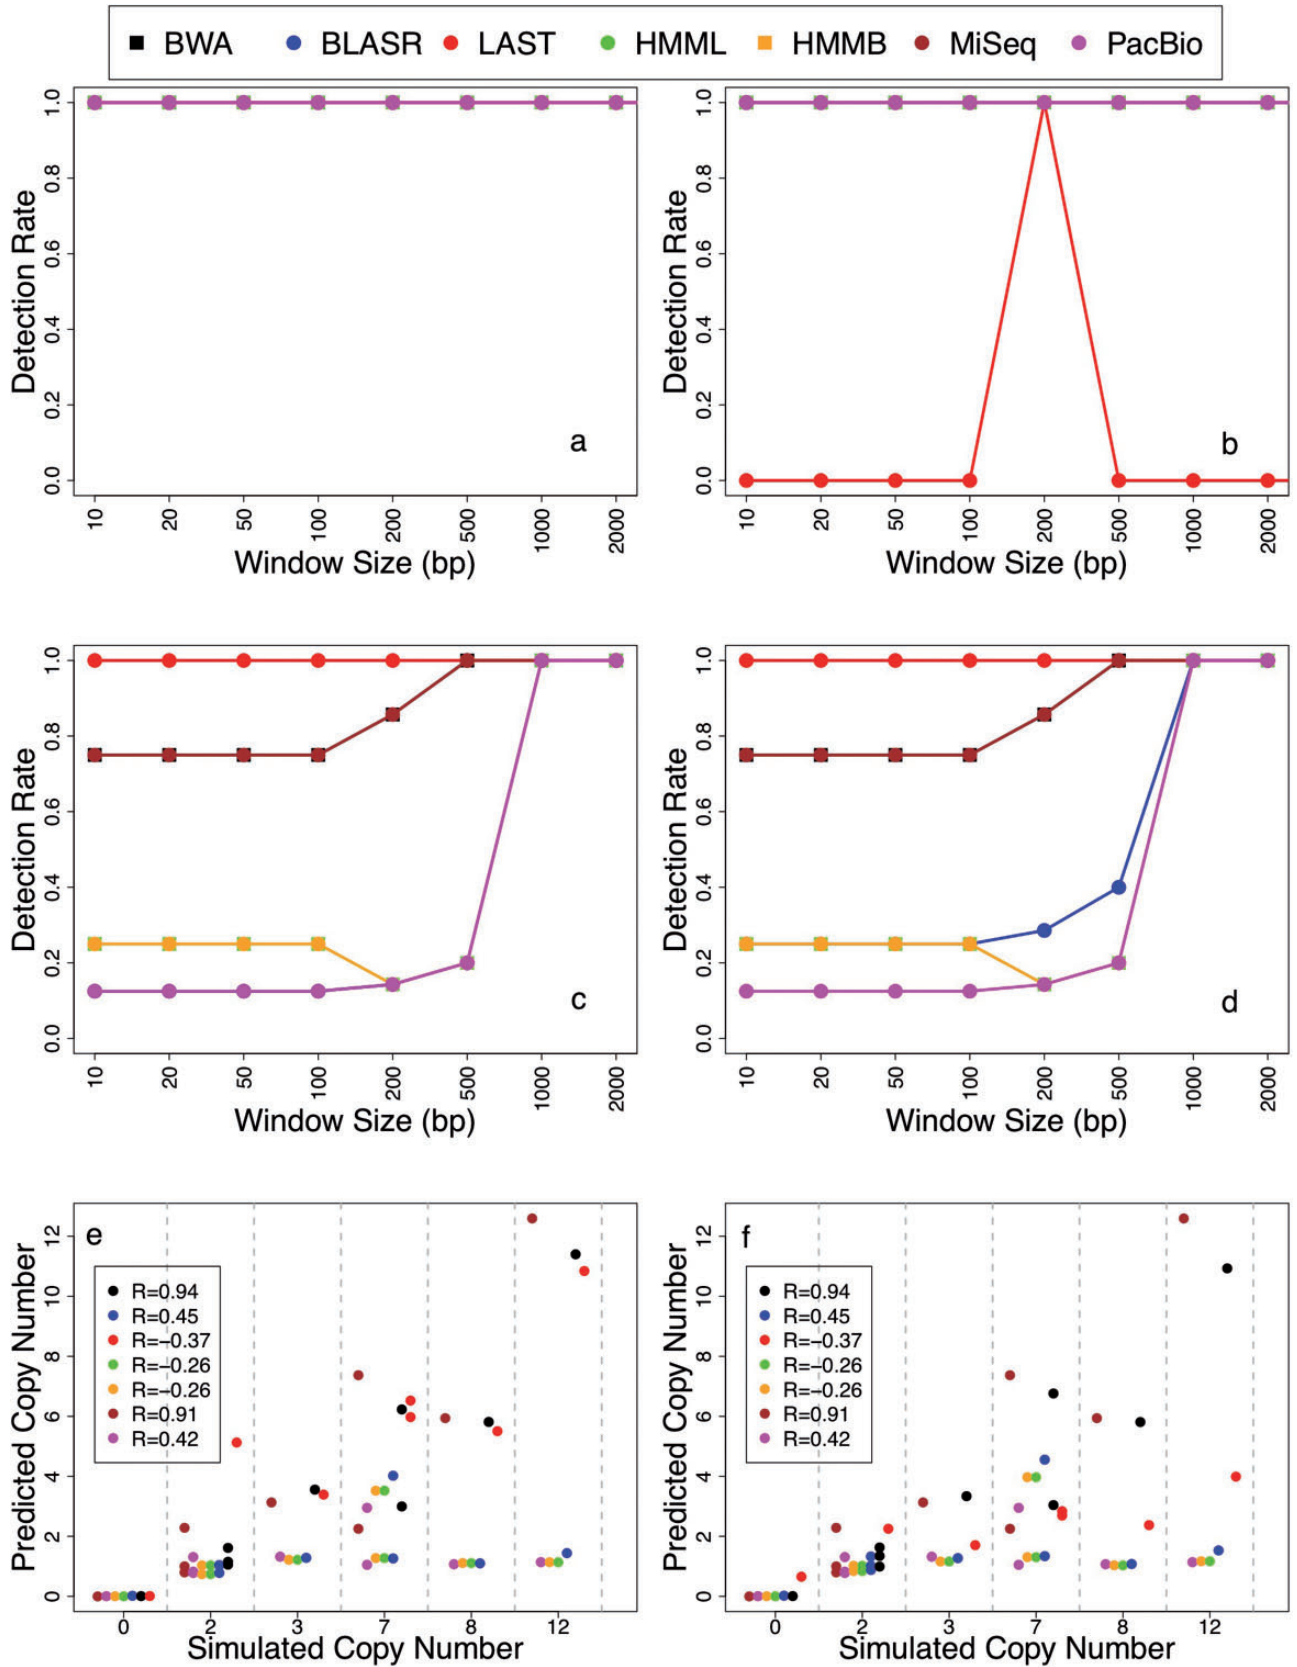 BWA BLASR LAST HMML HMMB MiSeq PacBio
Detection Rate
0.0 0.2 0.4 0.6 0.8 1.0
a
10 20 50 100 200 500 1000 2000
Window Size (bp)
Detection Rate
0.0 0.2 0.4 0.6 0.8 1.0
b
10 20 50 100 200 500 1000 2000
Window Size (bp)
Detection Rate
0.0 0.2 0.4 0.6 0.8 1.0
c
10 20 50 100 200 500 1000 2000
Window Size (bp)
Detection Rate
0.0 0.2 0.4 0.6 0.8 1.0
d
10 20 50 100 200 500 1000 2000
Window Size (bp)
Predicted Copy Number
0 2 4 6 8 10 12
e
R=0.94
R=0.45
R=−0.37
R=−0.26
R=−0.26
R=0.91
R=0.42
0 2 3 7 8 12
Simulated Copy Number
Predicted Copy Number
0 2 4 6 8 10 12
f
R=0.94
R=0.45
R=−0.37
R=−0.26
R=−0.26
R=0.91
R=0.42
0 2 3 7 8 12
Simulated Copy Number